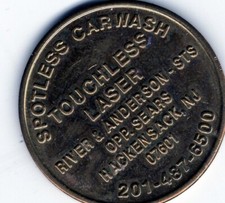 SPOTLESS CARWASH
TOUCHLESS
LASER
RIVER & ANDERSON - STS
OPP. SEARS
HACKENSACK, NJ
07601
201-487-6500